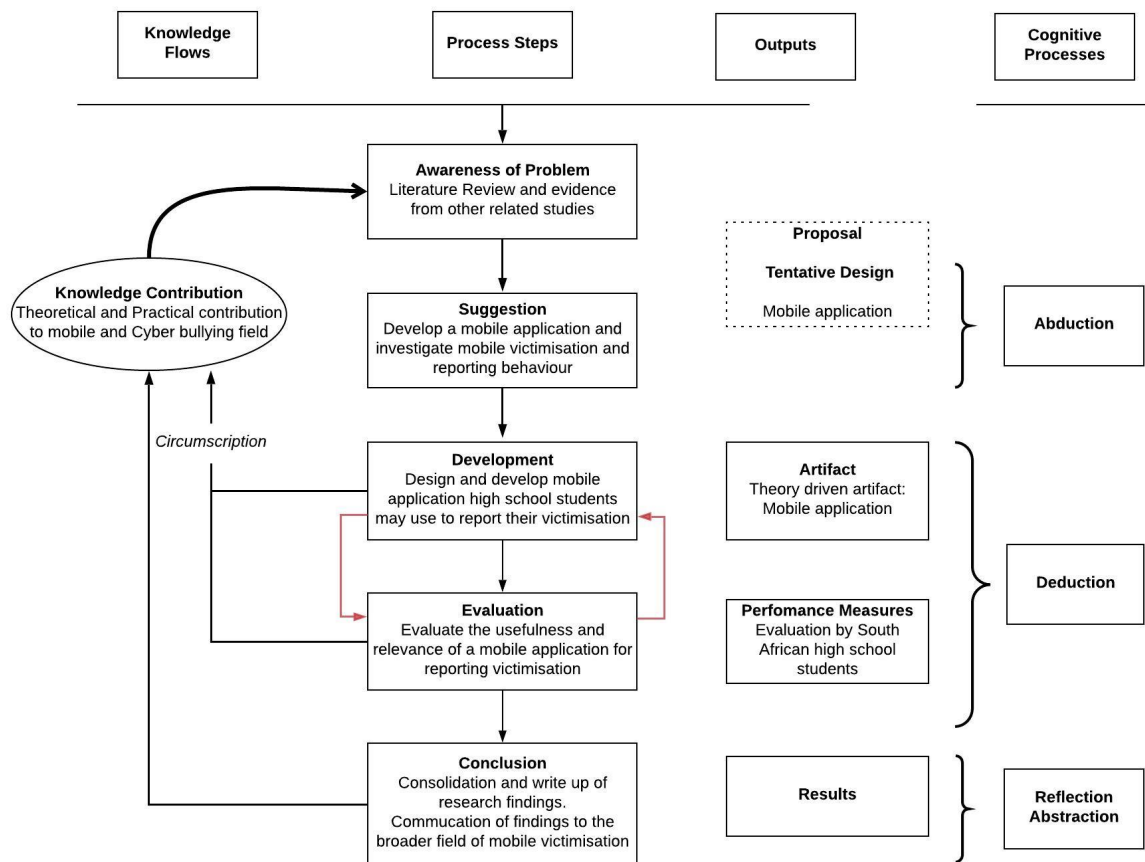 Knowledge
Flows
Process Steps
Outputs
Cognitive
Processes
Awareness of Problem
Literature Review and evidence
from other related studies
Proposal
Tentative Design
Mobile application
Knowledge Contribution
Theoretical and Practical contribution
to mobile and Cyber bullying field
Suggestion
Develop a mobile application and
investigate mobile victimisation and
reporting behaviour
Abduction
Circumscription
Development
Design and develop mobile
application high school students
may use to report their victimisation
Artifact
Theory driven artifact:
Mobile application
Deduction
Evaluation
Evaluate the usefulness and
relevance of a mobile application for
reporting victimisation
Perfomance Measures
Evaluation by South
African high school
students
Conclusion
Consolidation and write up of
research findings.
Commucation of findings to the
broader field of mobile victimisation
Results
Reflection
Abstraction